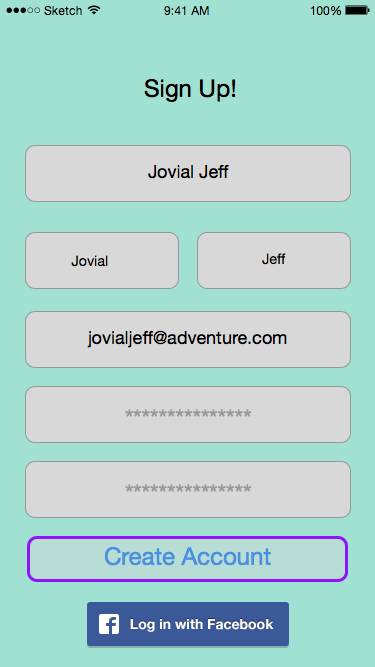 Sketch 9:41 AM 100%
Sign Up!
Jovial Jeff
Jovial Jeff
jovialjeff@adventure.com
***************
***************
Create Account
f Log in with Facebook